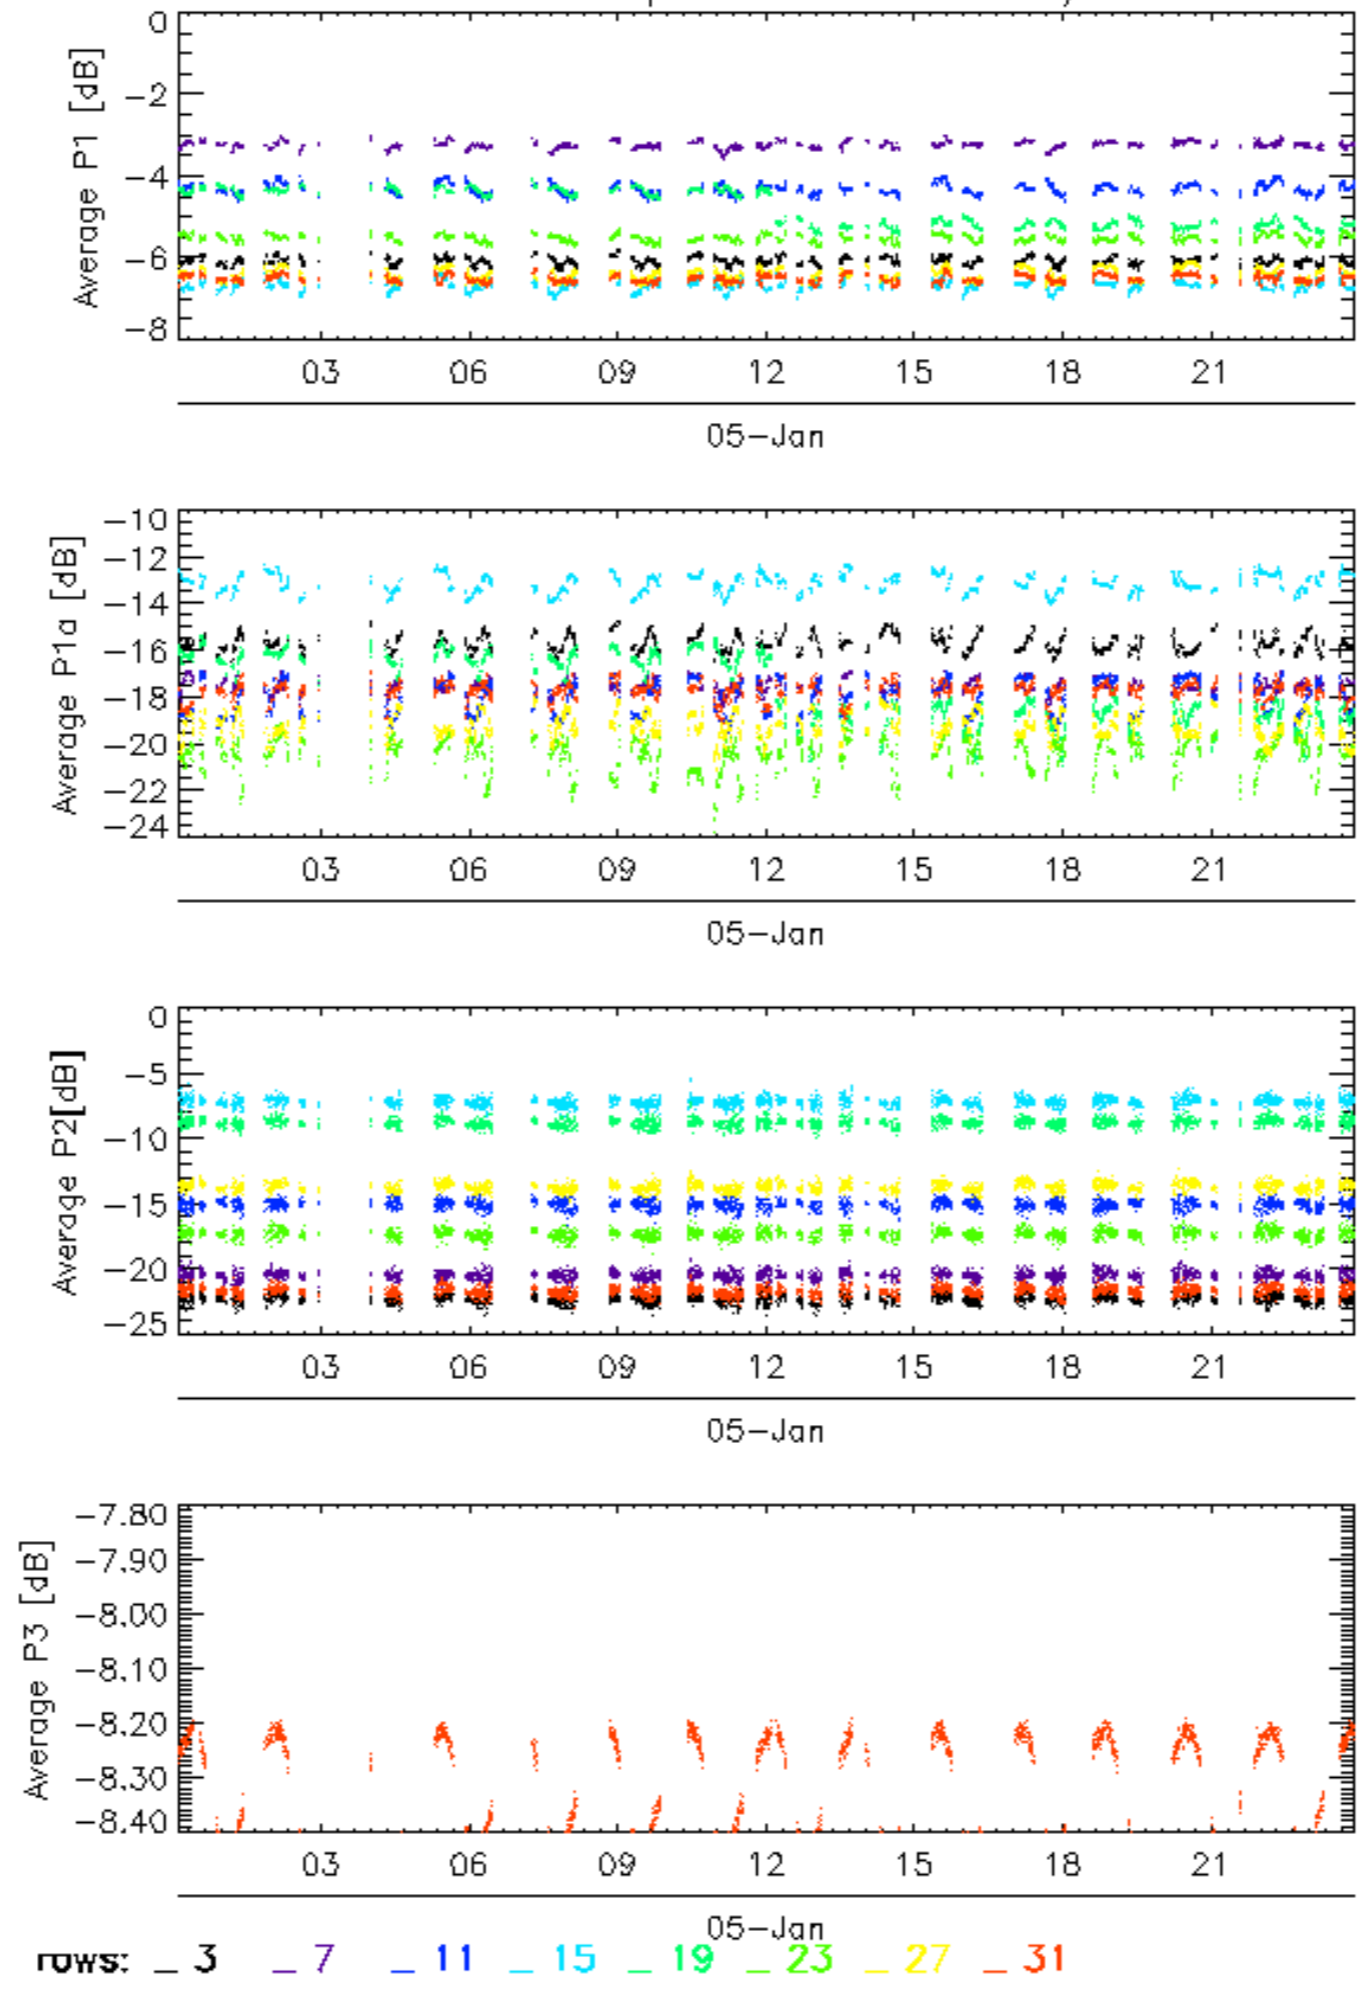 0
-2
-4
-6
-8
Average P1 [dB]
03 06 09 12 15 18 21
05-Jan
-10
-12
-14
-16
-18
-20
-22
-24
Average P1a [dB]
03 06 09 12 15 18 21
05-Jan
0
-5
-10
-15
-20
-25
Average P2[dB]
03 06 09 12 15 18 21
05-Jan
-7.80
-7.90
-8.00
-8.10
-8.20
-8.30
-8.40
Average P3 [dB]
03 06 09 12 15 18 21
05-Jan
rows: _ 3 _ 7 _ 11 _ 15 _ 19 _ 23 _ 27 _ 31